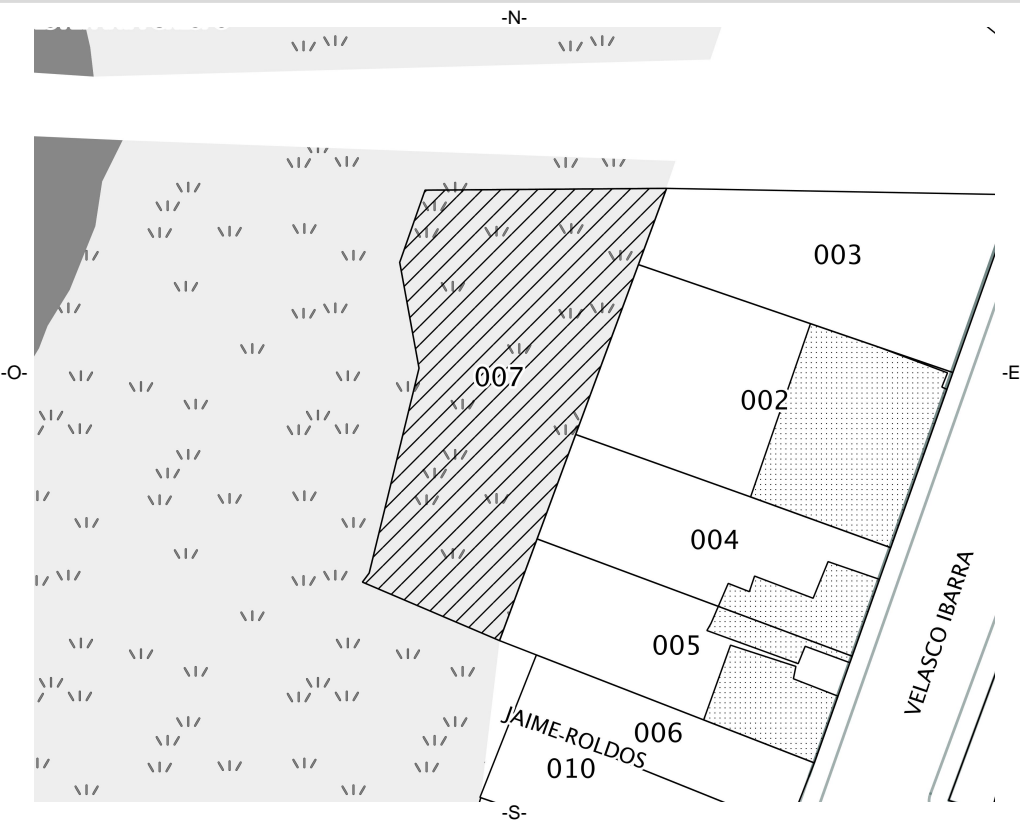 -N-
003
-O-
007
-E
002
004
VELASCO IBARRA
005
JAIME-ROLDOS
006
010
-S-